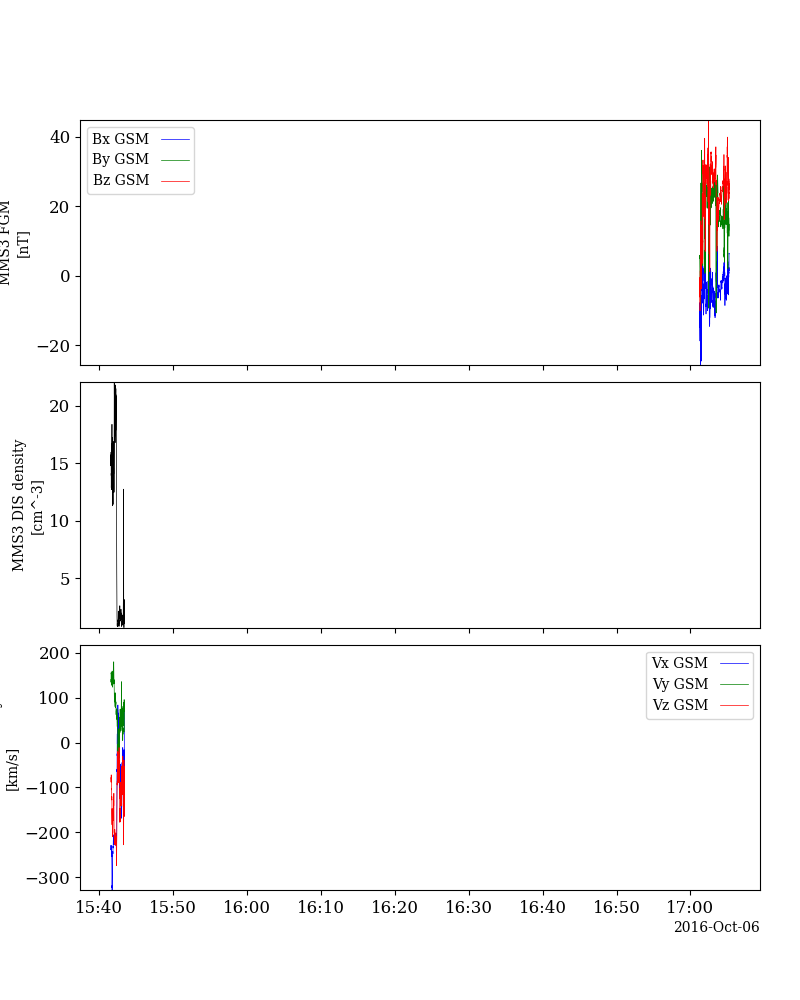 40
20
0
−20
MMS3 FGM
[nT]
Bx GSM
By GSM
Bz GSM
20
15
10
5
MMS3 DIS density
[cm^-3]
200
100
0
−100
−200
−300
[km/s]
Vx GSM
Vy GSM
Vz GSM
15:40 15:50 16:00 16:10 16:20 16:30 16:40 16:50 17:00
2016-Oct-06